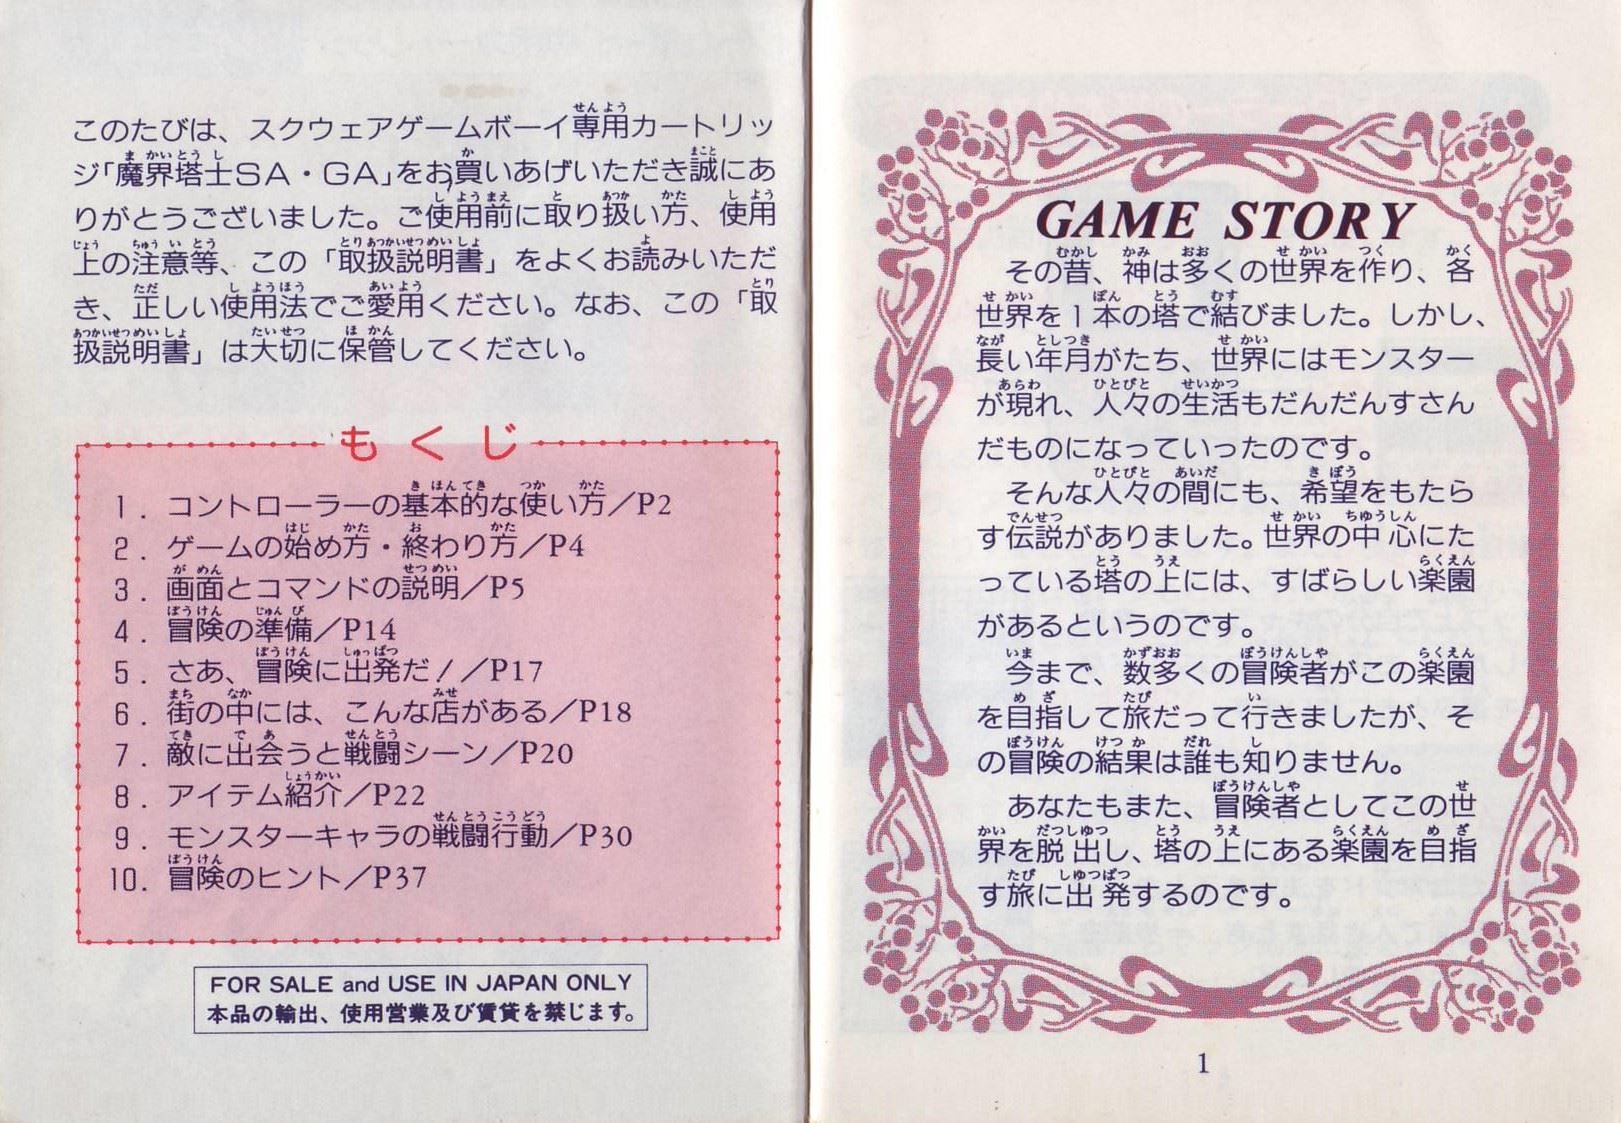 このたびは、スクウェアゲームボーイ専用カートリッ
ジ「魔界塔士SA・GA」をお買いあげいただき誠にあ
りがとうございました。ご使用前に取り扱い方、使用
上の注意等、この「取扱説明書」をよくお読みいただ
き、正しい使用法でご愛用ください。なお、この「取
扱説明書」は大切に保管してください。
もくじ
1. コントローラーの基本的な使い方/P2
2. ゲームの始め方・終わり方/P4
3. 画面とコマンドの説明/P5
4. 冒険の準備/P14
5. さあ、冒険に出発だ!/P17
6. 街の中には、こんな店がある/P18
7. 敵に出会うと戦闘シーン/P20
8. アイテム紹介/P22
9. モンスターキャラの戦闘行動/P30
10. 冒険のヒント/P37
FOR SALE and USE IN JAPAN ONLY
本品の輸出、使用営業及び賃貸を禁じます。
GAME STORY
その昔、神は多くの世界を作り、各
世界を1本の塔で結びました。しかし、
長い年月がたち、世界にはモンスター
が現れ、人々の生活もだんだんすさん
だものになっていったのです。
そんな人々の間にも、希望をもたら
す伝説がありました。世界の中心にた
っている塔の上には、すばらしい楽園
があるというのです。
今まで、数多くの冒険者がこの楽園
を目指して旅だって行きましたが、そ
の冒険の結果は誰も知りません。
あなたもまた、冒険者としてこの世
界を脱出し、塔の上にある楽園を目指
す旅に出発するのです。
1